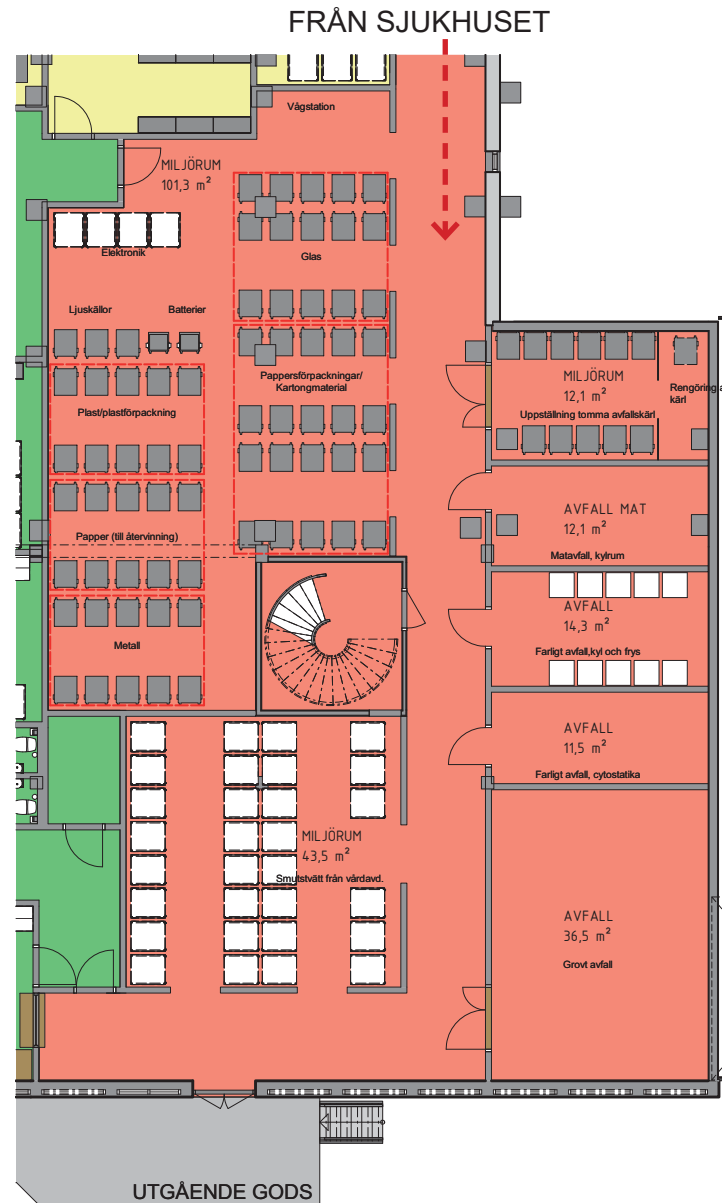 FRÅN SJUKHUSET
Vågstation
MILJÖRUM
101,3 m²
Elektronik
Glas
Ljuskällor
Batterier
Pappersförpackningar/
Kartongmaterial
Plast/plastförpackning
MILJÖRUM
12,1 m²
Uppställning tomma avfallskärl
Rengöring a
kärl
Papper (till återvinning)
AVFALL MAT
12,1 m²
Matavfall, kylrum
AVFALL
14,3 m²
Farligt avfall,kyl och frys
Metall
AVFALL
11,5 m²
Farligt avfall, cytostatika
MILJÖRUM
43,5 m²
Smutstvätt från vårdavd.
AVFALL
36,5 m²
Grovt avfall
UTGÅENDE GODS